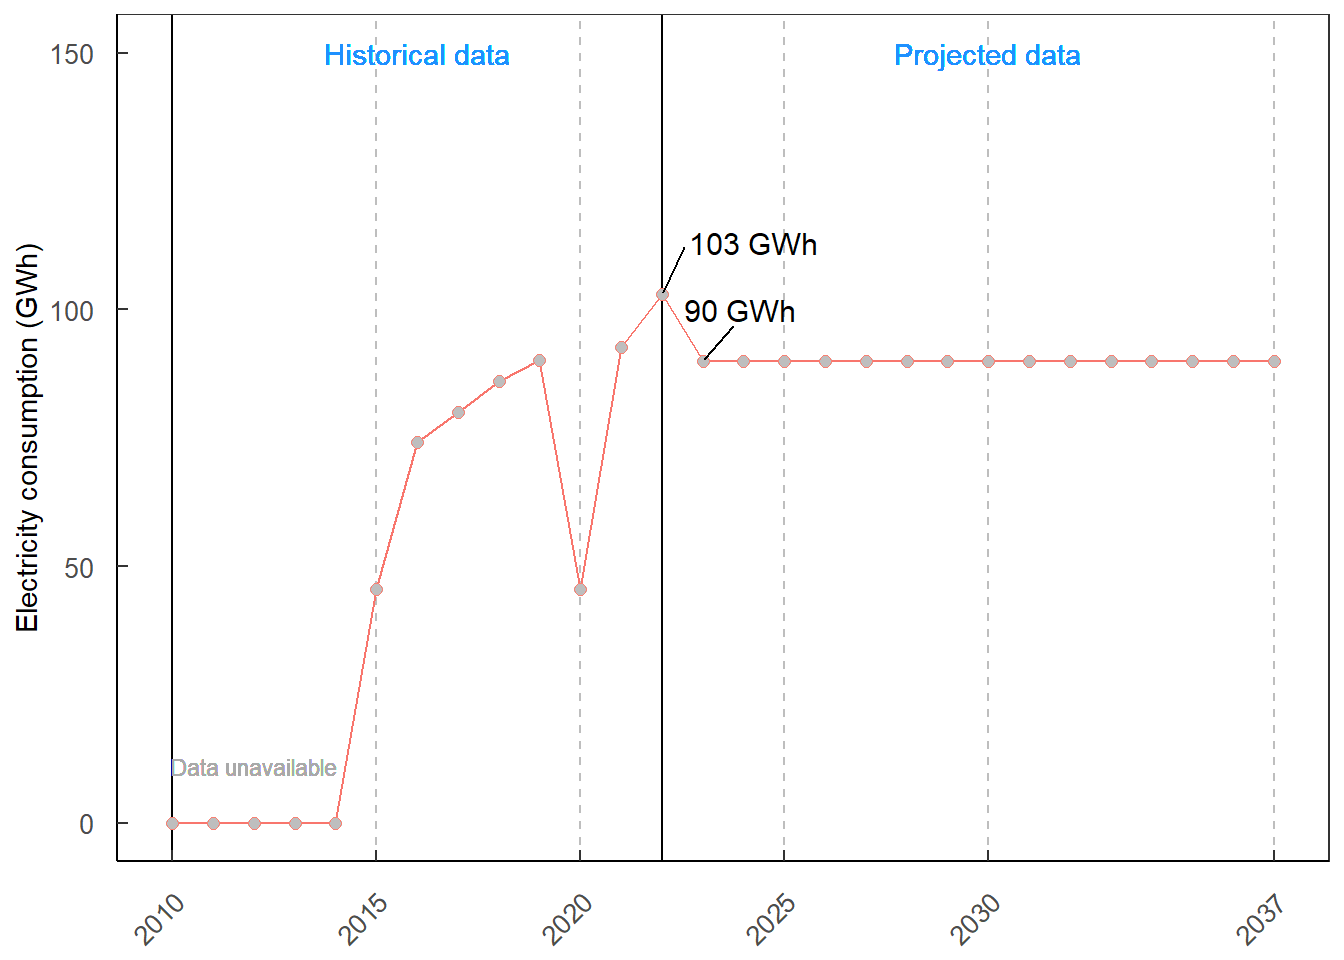 Historical data
Projected data
150
103 GWh
90 GWh
100
Electricity consumption (GWh)
50
Data unavailable
0
2010
2015
2020
2025
2030
2037